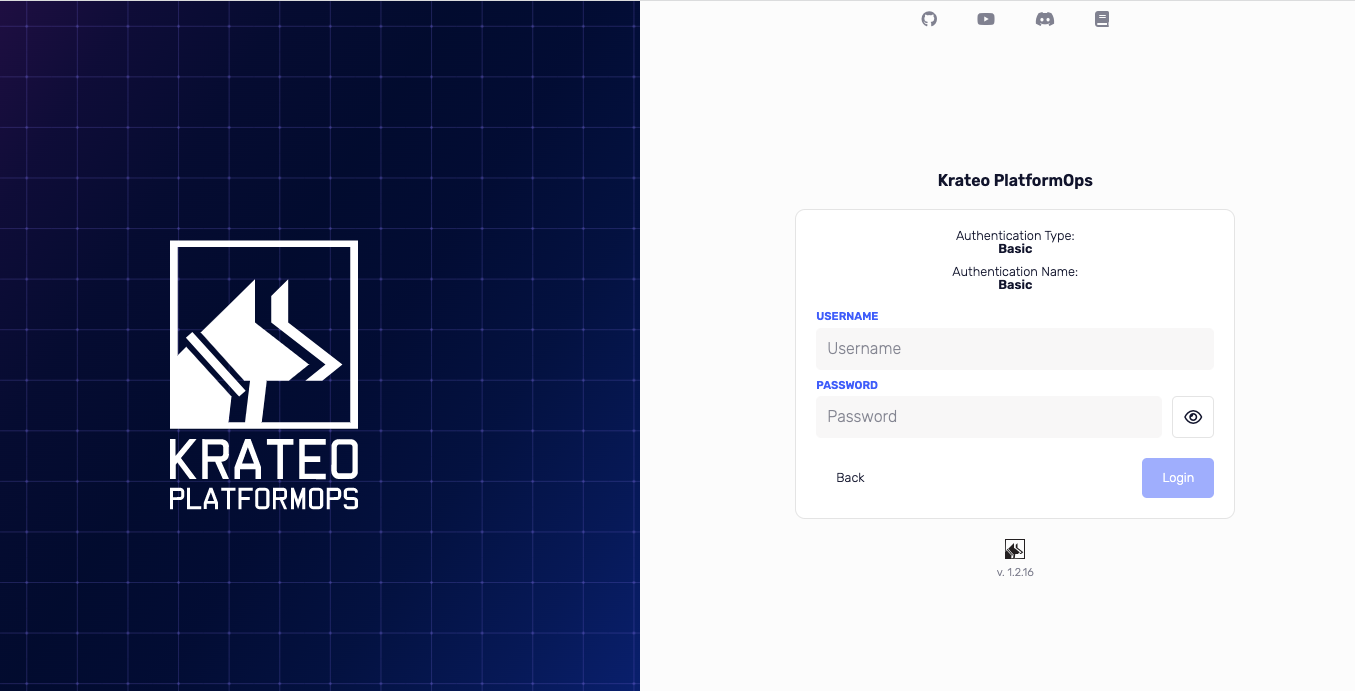 KRATEO
PLATFORMOPS
Krateo PlatformOps
Authentication Type:
Basic
Authentication Name:
Basic
USERNAME
Username
PASSWORD
Password
Back
Login
v. 1.2.16